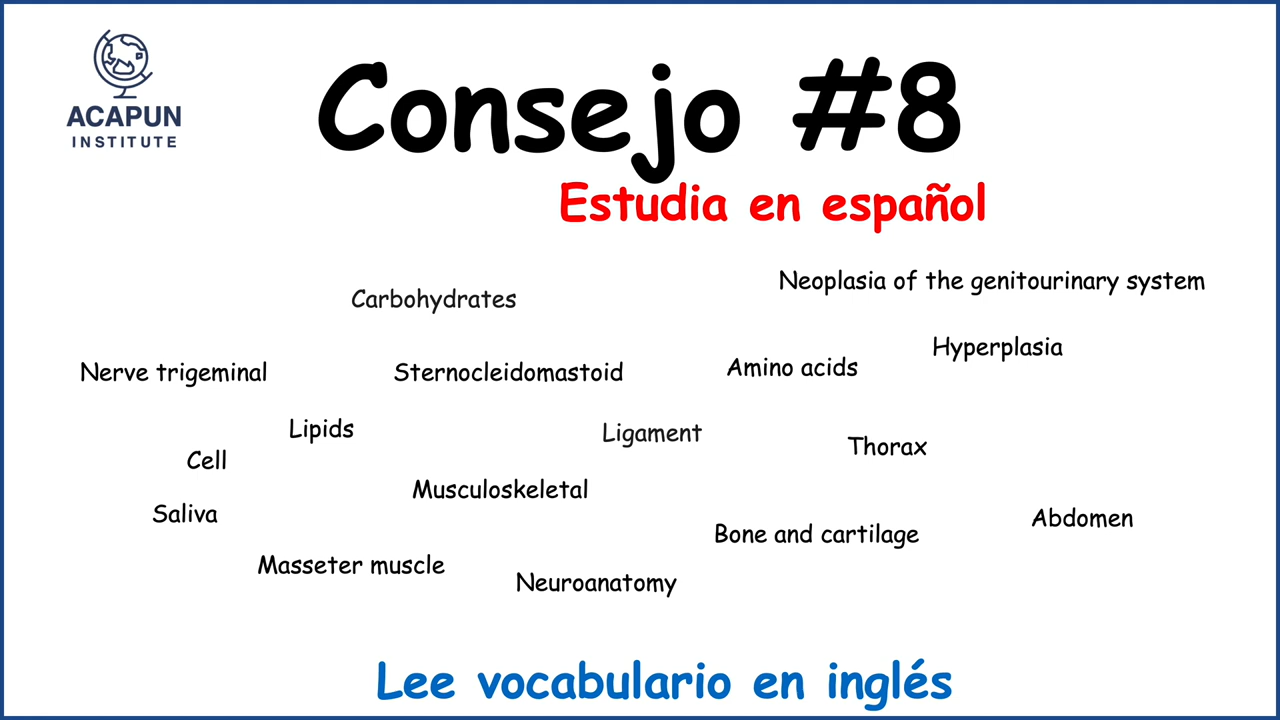 ACAPUN
INSTITUTE
Consejo #8
Estudia en español
Neoplasia of the genitourinary system
Carbohydrates
Hyperplasia
Nerve trigeminal
Sternocleidomastoid
Amino acids
Lipids
Ligament
Thorax
Cell
Musculoskeletal
Saliva
Abdomen
Bone and cartilage
Masseter muscle
Neuroanatomy
Lee vocabulario en inglés